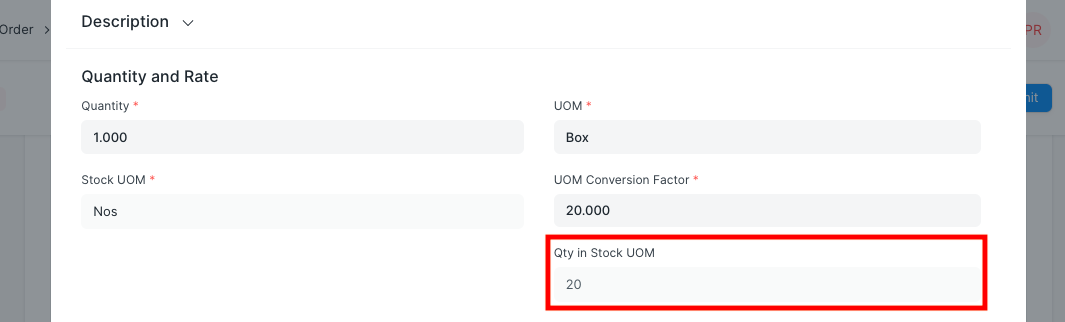 Description
Order
PR
Quantity and Rate
Quantity *
UOM *
1.000
Box
Stock UOM *
UOM Conversion Factor *
Nos
20.000
Qty in Stock UOM
20